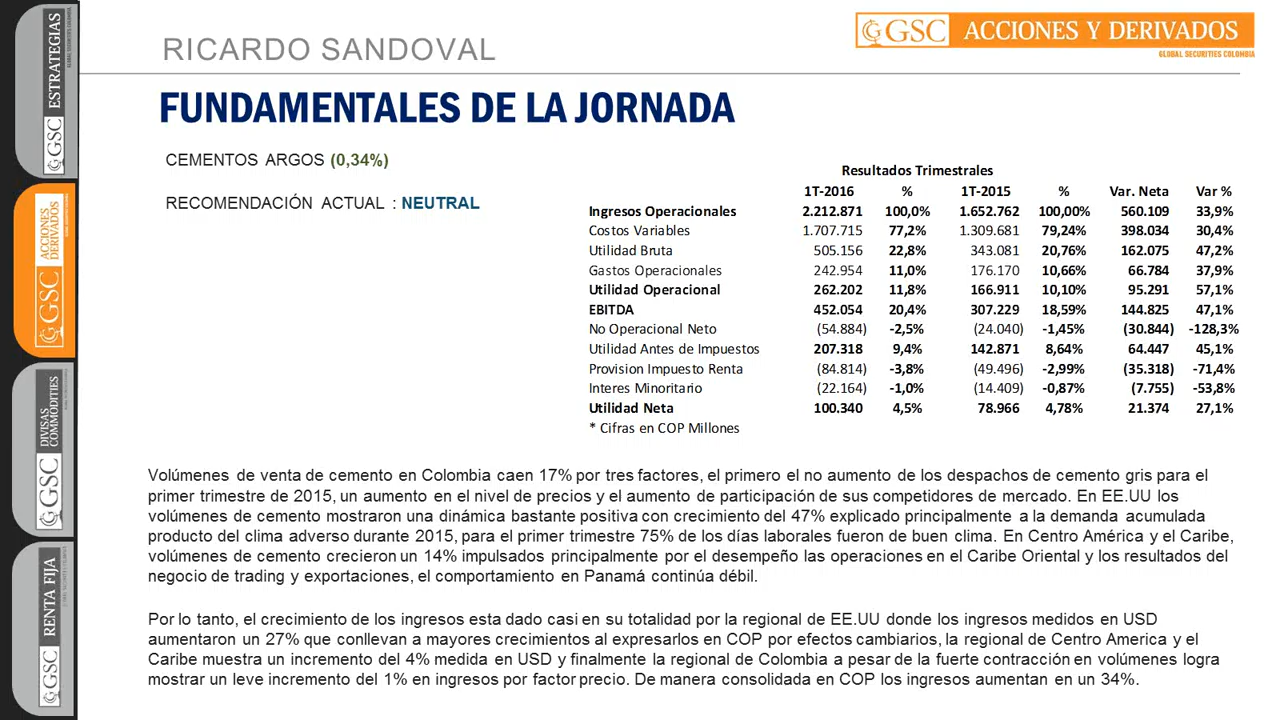 RICARDO SANDOVAL
GSC ACCIONES Y DERIVADOS
GLOBAL SECURITIES COLOMBIA
GSC ESTRATEGIAS
GSC ACCIONES DERIVADOS
GSC DIVISAS COMMODITIES
GSC RENTA FIJA
FUNDAMENTALES DE LA JORNADA
CEMENTOS ARGOS (0,34%)
RECOMENDACIÓN ACTUAL : NEUTRAL
Resultados Trimestrales
1T-2016 % 1T-2015 % Var. Neta Var %
Ingresos Operacionales 2.212.871 100,0% 1.652.762 100,00% 560.109 33,9%
Costos Variables 1.707.715 77,2% 1.309.681 79,24% 398.034 30,4%
Utilidad Bruta 505.156 22,8% 343.081 20,76% 162.075 47,2%
Gastos Operacionales 242.954 11,0% 176.170 10,66% 66.784 37,9%
Utilidad Operacional 262.202 11,8% 166.911 10,10% 95.291 57,1%
EBITDA 452.054 20,4% 307.229 18,59% 144.825 47,1%
No Operacional Neto (54.884) -2,5% (24.040) -1,45% (30.844) -128,3%
Utilidad Antes de Impuestos 207.318 9,4% 142.871 8,64% 64.447 45,1%
Provision Impuesto Renta (84.814) -3,8% (49.496) -2,99% (35.318) -71,4%
Interes Minoritario (22.164) -1,0% (14.409) -0,87% (7.755) -53,8%
Utilidad Neta 100.340 4,5% 78.966 4,78% 21.374 27,1%
* Cifras en COP Millones
Volúmenes de venta de cemento en Colombia caen 17% por tres factores, el primero el no aumento de los despachos de cemento gris para el
primer trimestre de 2015, un aumento en el nivel de precios y el aumento de participación de sus competidores de mercado. En EE.UU los
volúmenes de cemento mostraron una dinámica bastante positiva con crecimiento del 47% explicado principalmente a la demanda acumulada
producto del clima adverso durante 2015, para el primer trimestre 75% de los días laborales fueron de buen clima. En Centro América y el Caribe,
volúmenes de cemento crecieron un 14% impulsados principalmente por el desempeño las operaciones en el Caribe Oriental y los resultados del
negocio de trading y exportaciones, el comportamiento en Panamá continúa débil.
Por lo tanto, el crecimiento de los ingresos esta dado casi en su totalidad por la regional de EE.UU donde los ingresos medidos en USD
aumentaron un 27% que conllevan a mayores crecimientos al expresarlos en COP por efectos cambiarios, la regional de Centro America y el
Caribe muestra un incremento del 4% medida en USD y finalmente la regional de Colombia a pesar de la fuerte contracción en volúmenes logra
mostrar un leve incremento del 1% en ingresos por factor precio. De manera consolidada en COP los ingresos aumentan en un 34%.